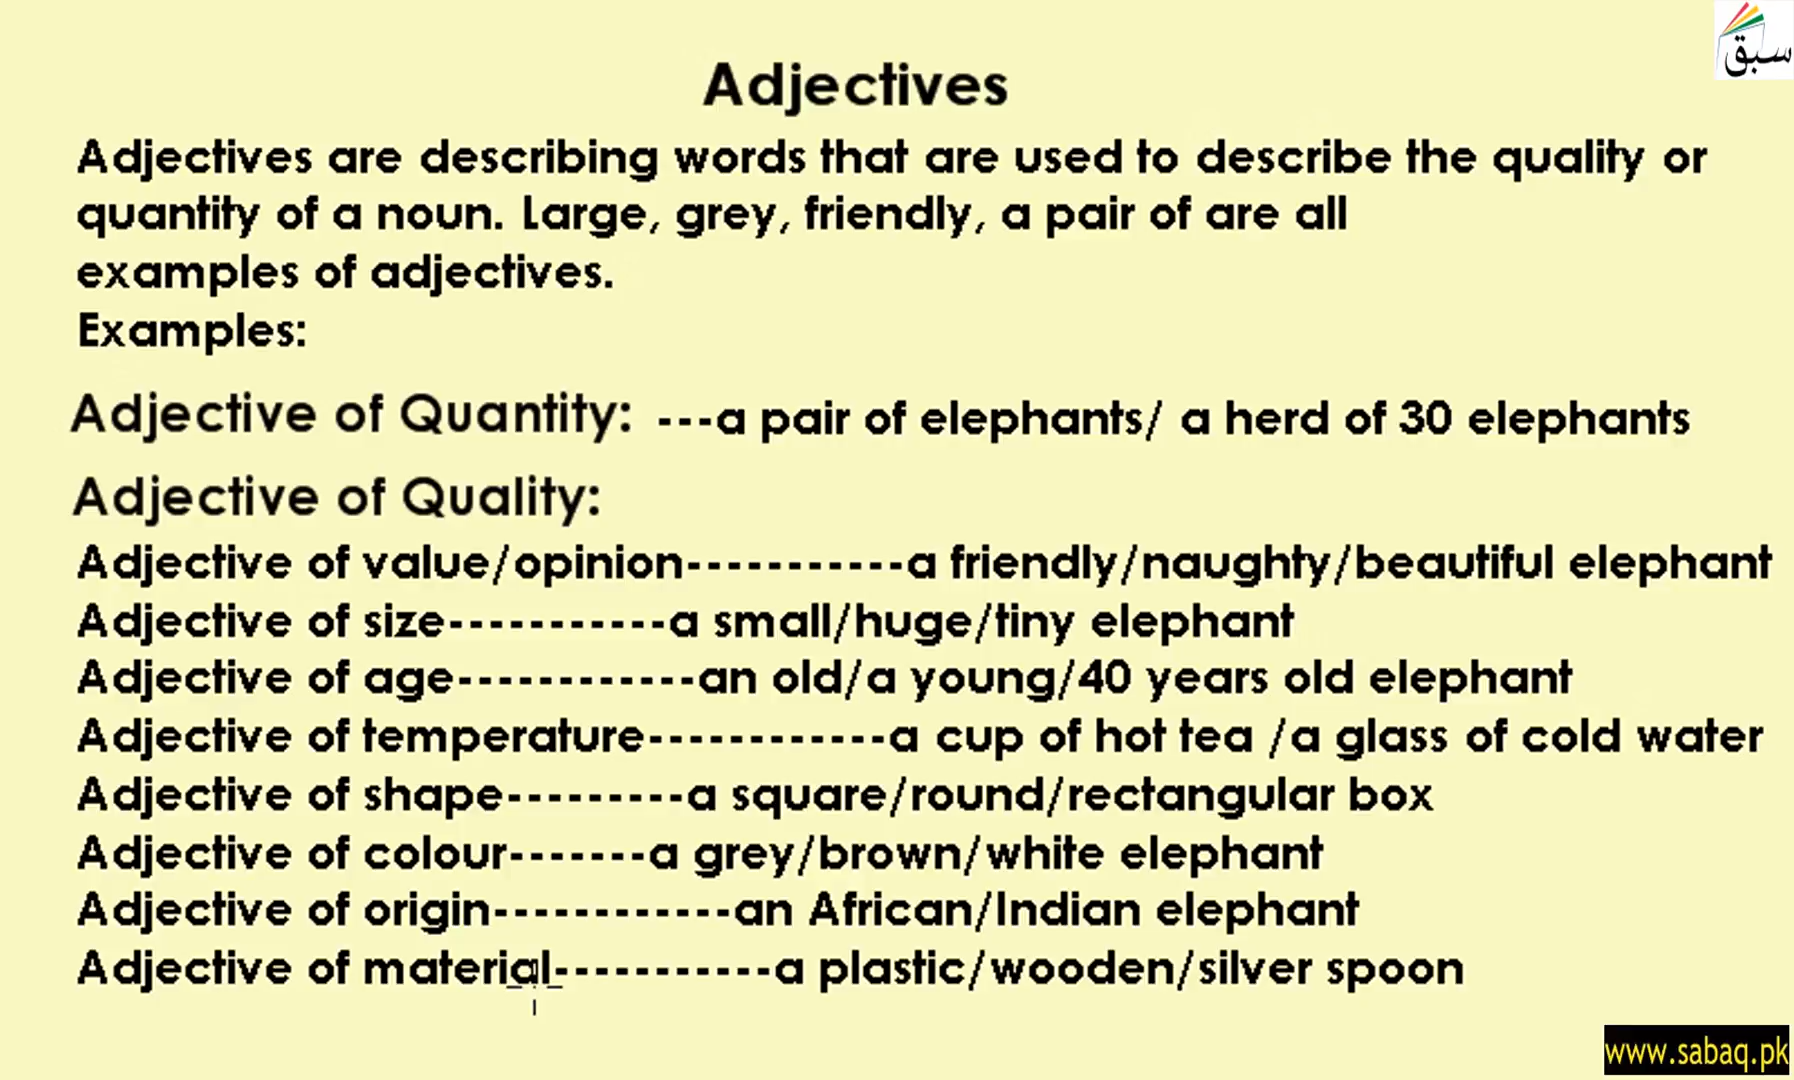 سبق
Adjectives
Adjectives are describing words that are used to describe the quality or
quantity of a noun. Large, grey, friendly, a pair of are all
examples of adjectives.
Examples:
Adjective of Quantity: ---a pair of elephants/ a herd of 30 elephants
Adjective of Quality:
Adjective of value/opinion-----------a friendly/naughty/beautiful elephant
Adjective of size-----------a small/huge/tiny elephant
Adjective of age------------an old/a young/40 years old elephant
Adjective of temperature------------a cup of hot tea /a glass of cold water
Adjective of shape---------a square/round/rectangular box
Adjective of colour-------a grey/brown/white elephant
Adjective of origin------------an African/Indian elephant
Adjective of material-----------a plastic/wooden/silver spoon
www.sabaq.pk